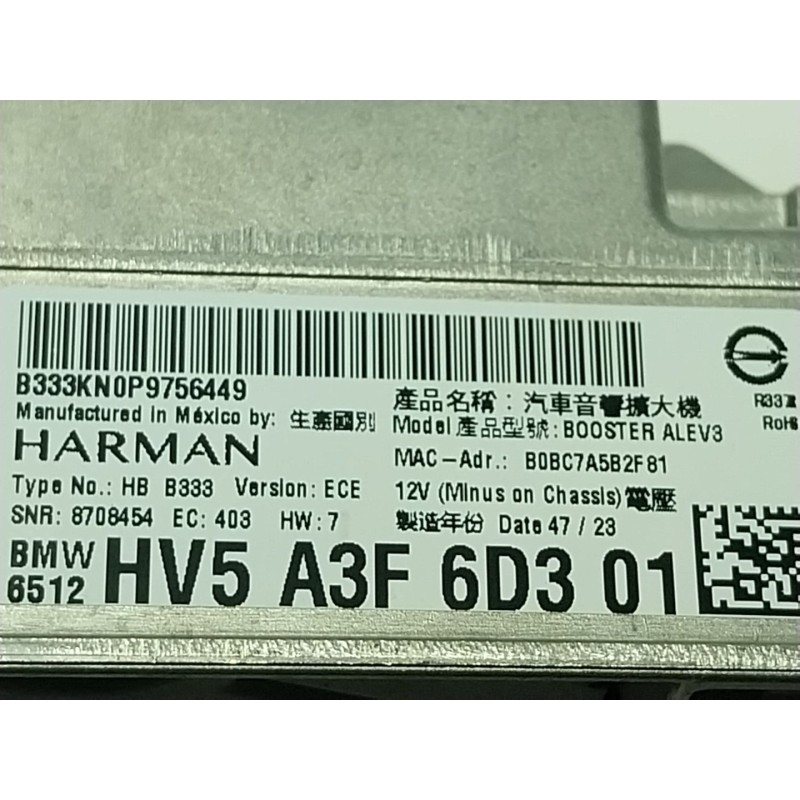 B333KN0P9756449
Manufactured in México by: 生產國別
HARMAN
Type No.: HB B333 Version: ECE
SNR: 8708454 EC: 403 HW: 7
BMW
6512 HV5 A3F 6D3 01
產品名稱：汽車音響擴大機
Model 產品型號: BOOSTER ALEV3
MAC-Adr.: B0BC7A5B2F81
12V (Minus on Chassis) 電壓
製造年份 Date 47 / 23
RoHS